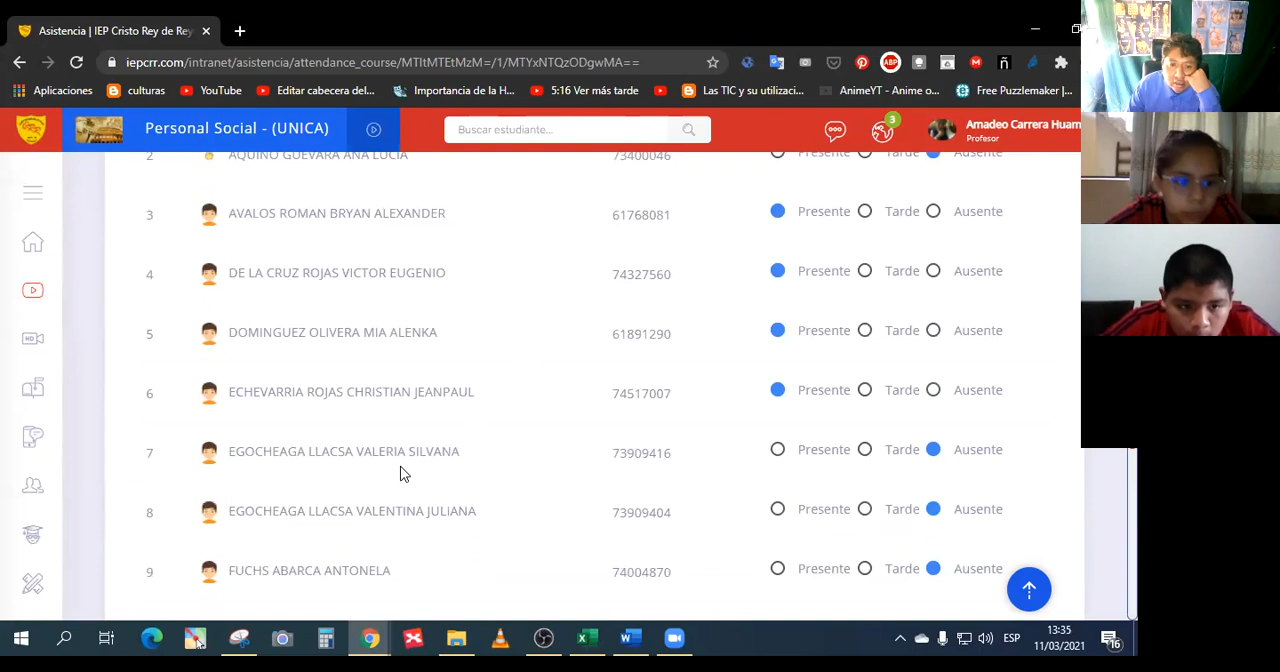 Asistencia | IEP Cristo Rey de Rey
iepcrr.com/intranet/asistencia/attendance_course/MTltMTEtMzM=/1/MTYxNTQzODgwMA==
Aplicaciones culturas YouTube Editar cabecera del... Importancia de la H... 5:16 Ver más tarde Las TIC y su utilizaci... AnimeYT - Anime o... Free Puzzlemaker |...
Personal Social - (UNICA) Buscar estudiante... 3 Amadeo Carrera Huam
Profesor
2 AQUINO GUEVARA ANA LUCIA 73400046 Presente Tarde Ausente
3 AVALOS ROMAN BRYAN ALEXANDER 61768081 Presente Tarde Ausente
4 DE LA CRUZ ROJAS VICTOR EUGENIO 74327560 Presente Tarde Ausente
5 DOMINGUEZ OLIVERA MIA ALENKA 61891290 Presente Tarde Ausente
6 ECHEVARRIA ROJAS CHRISTIAN JEANPAUL 74517007 Presente Tarde Ausente
7 EGOCHEAGA LLACSA VALERIA SILVANA 73909416 Presente Tarde Ausente
8 EGOCHEAGA LLACSA VALENTINA JULIANA 73909404 Presente Tarde Ausente
9 FUCHS ABARCA ANTONELA 74004870 Presente Tarde Ausente
ESP 13:35
11/03/2021 16